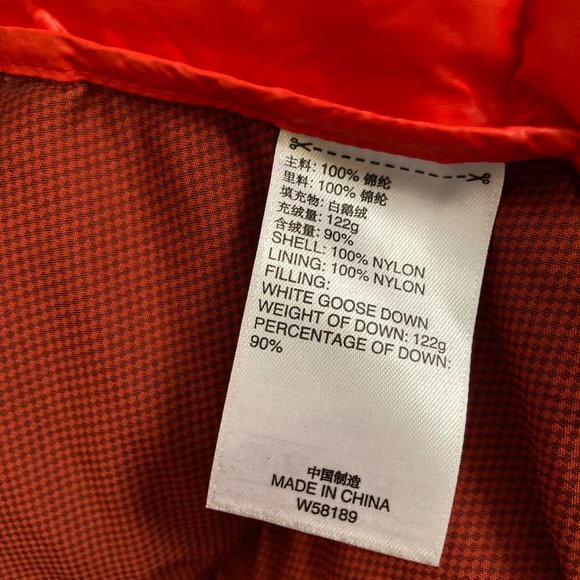 主料: 100% 锦纶
里料: 100% 锦纶
填充物: 白鹅绒
充绒量: 122g
含绒量: 90%
SHELL: 100% NYLON
LINING: 100% NYLON
FILLING:
WHITE GOOSE DOWN
WEIGHT OF DOWN: 122g
PERCENTAGE OF DOWN:
90%
中国制造
MADE IN CHINA
W58189